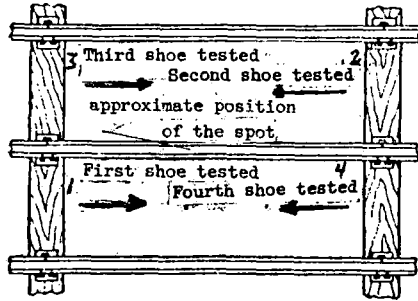 3 Third shoe tested 2
Second shoe tested
approximate position
of the spot
First shoe tested 4
1 Fourth shoe tested